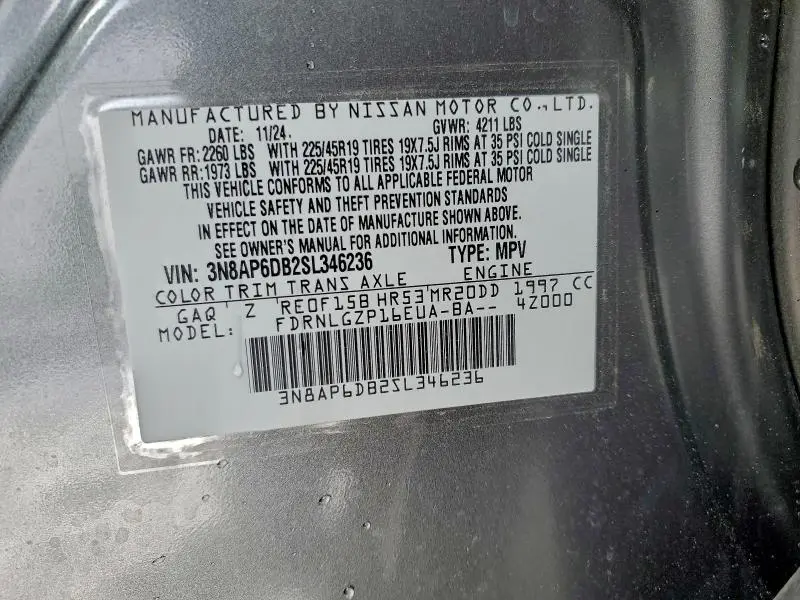 MANUFACTURED BY NISSAN MOTOR CO., LTD.
DATE: 11/24. GVWR: 4211 LBS
GAWR FR: 2260 LBS WITH 225/45R19 TIRES 19X7.5J RIMS AT 35 PSI COLD SINGLE
GAWR RR: 1973 LBS WITH 225/45R19 TIRES 19X7.5J RIMS AT 35 PSI COLD SINGLE
THIS VEHICLE CONFORMS TO ALL APPLICABLE FEDERAL MOTOR
VEHICLE SAFETY AND THEFT PREVENTION STANDARDS
IN EFFECT ON THE DATE OF MANUFACTURE SHOWN ABOVE.
SEE OWNER'S MANUAL FOR ADDITIONAL INFORMATION.
VIN: 3N8AP6DB2SL346236 TYPE: MPV
COLOR TRIM TRANS AXLE ENGINE
GAQ Z RE0F15B HR53 MR20DD 1997 CC
MODEL: FDRNLGZP16EUA-BA-- 4Z000
3N8AP6DB2SL346236